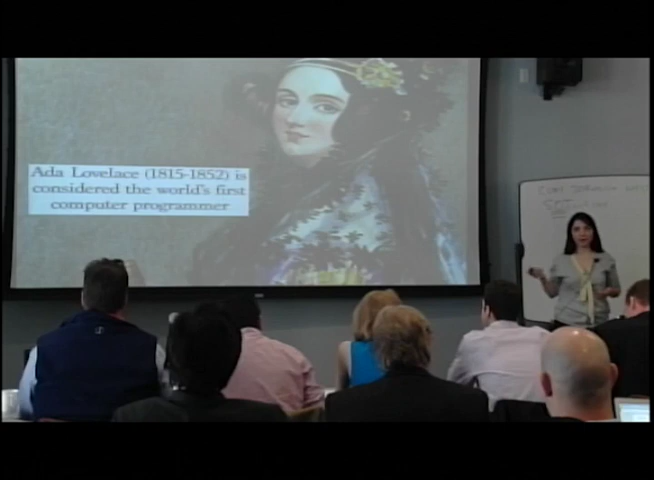 Ada Lovelace (1815-1852) is
considered the world's first
computer programmer